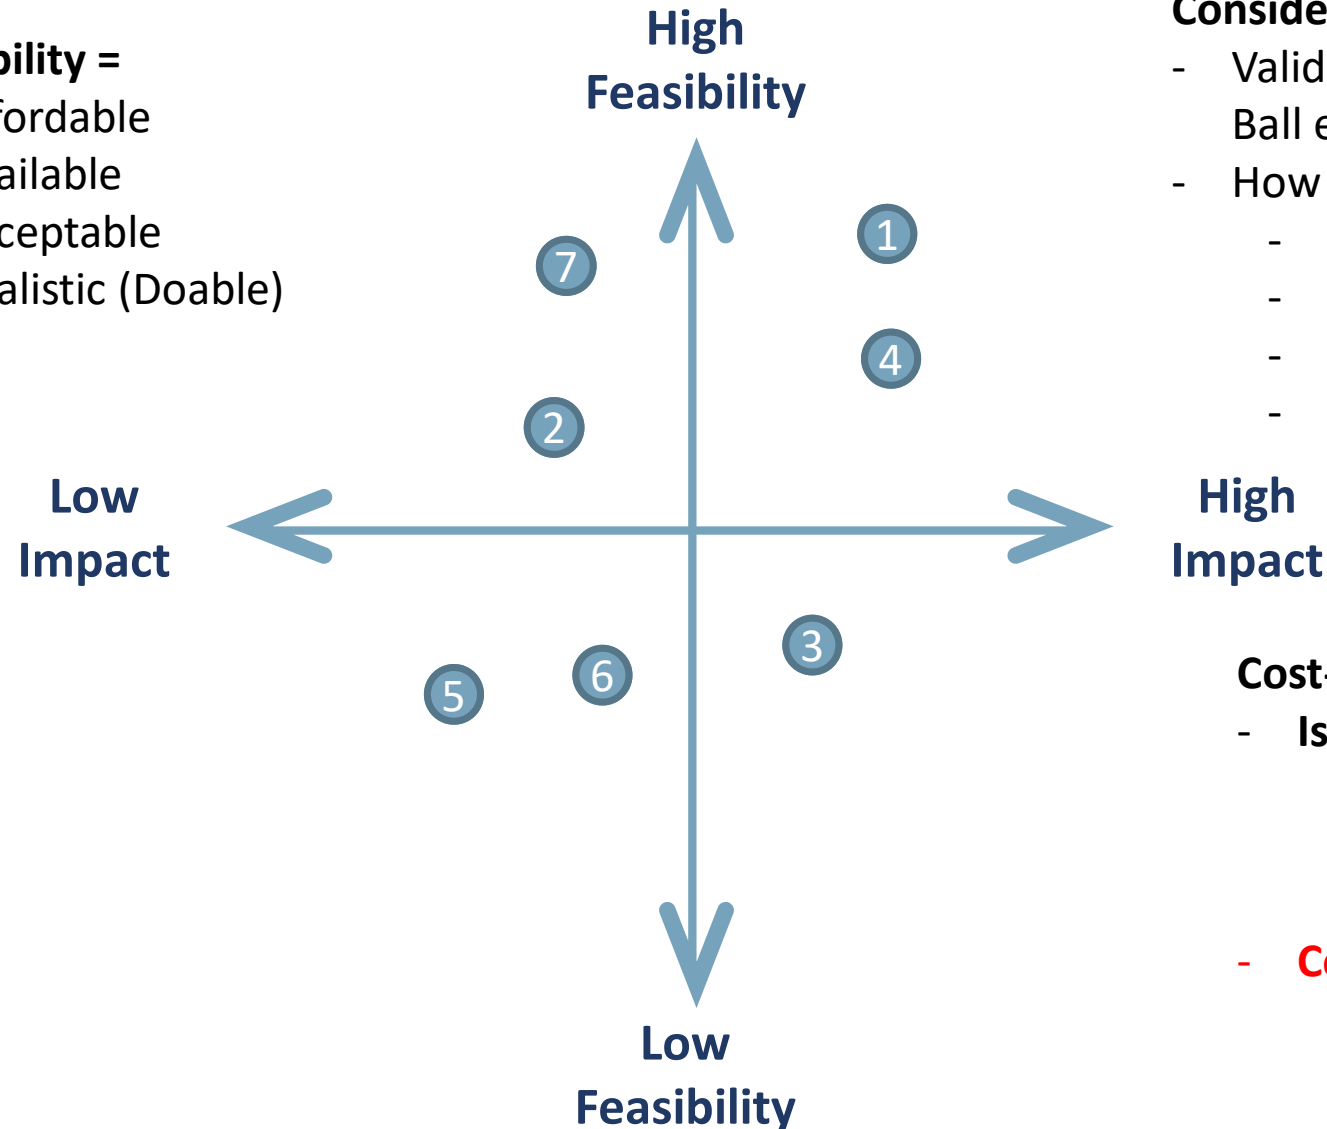 bility =
fordable
ailable
ceptable
alistic (Doable)
High
Feasibility
Conside
- Valid
Ball e
- How
-
-
-
-
7
1
4
2
Low
Impact
High
Impact
3
6
5
Cost-
- Is
- Co
Low
Feasibility